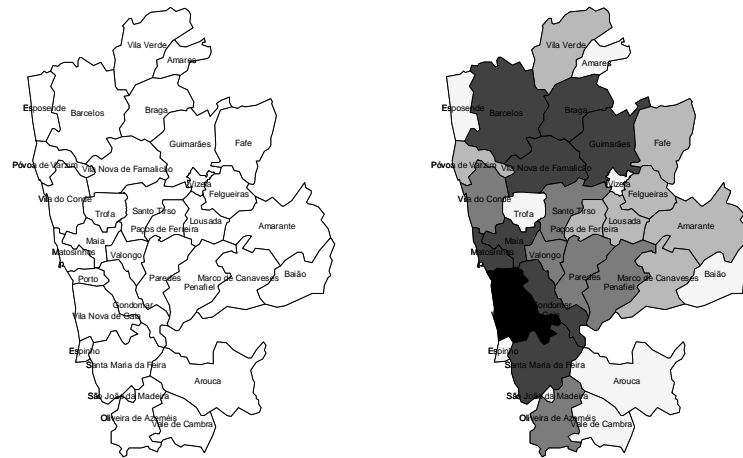 Vila Verde
Amares
Esposende
Barcelos
Braga
Guimarães
Fafe
Póvoa de Varzim
Vila Nova de Famalicão
Vizela
Felgueiras
Vila do Conde
Trofa
Santo Tirso
Lousada
Paços de Ferreira
Amarante
Maia
Matosinhos
Valongo
Paredes
Marco de Canaveses
Baião
Porto
Penafiel
Gondomar
Vila Nova de Gaia
Espinho
Santa Maria da Feira
Arouca
São João da Madeira
Oliveira de Azeméis
Vale de Cambra
Vila Verde
Amares
Esposende
Barcelos
Braga
Guimarães
Fafe
Póvoa de Varzim
Vila Nova de Famalicão
Vizela
Felgueiras
Vila do Conde
Trofa
Santo Tirso
Lousada
Paços de Ferreira
Amarante
Maia
Matosinhos
Valongo
Paredes
Marco de Canaveses
Baião
Penafiel
Gondomar
Gaia
Espinho
Santa Maria da Feira
Arouca
São João da Madeira
Oliveira de Azeméis
Vale de Cambra